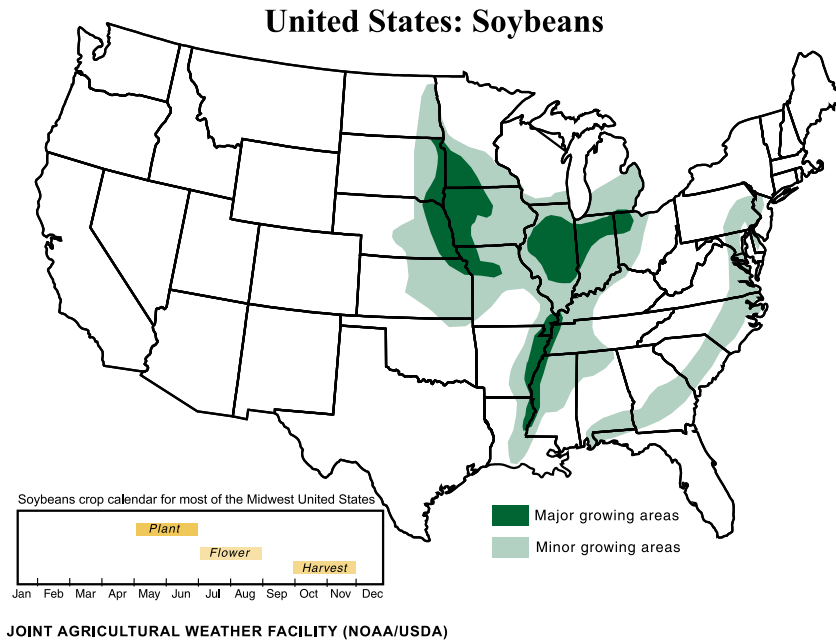 United States: Soybeans
Soybeans crop calendar for most of the Midwest United States
Plant
Flower
Harvest
Jan Feb Mar Apr May Jun Jul Aug Sep Oct Nov Dec
Major growing areas
Minor growing areas
JOINT AGRICULTURAL WEATHER FACILITY (NOAA/USDA)